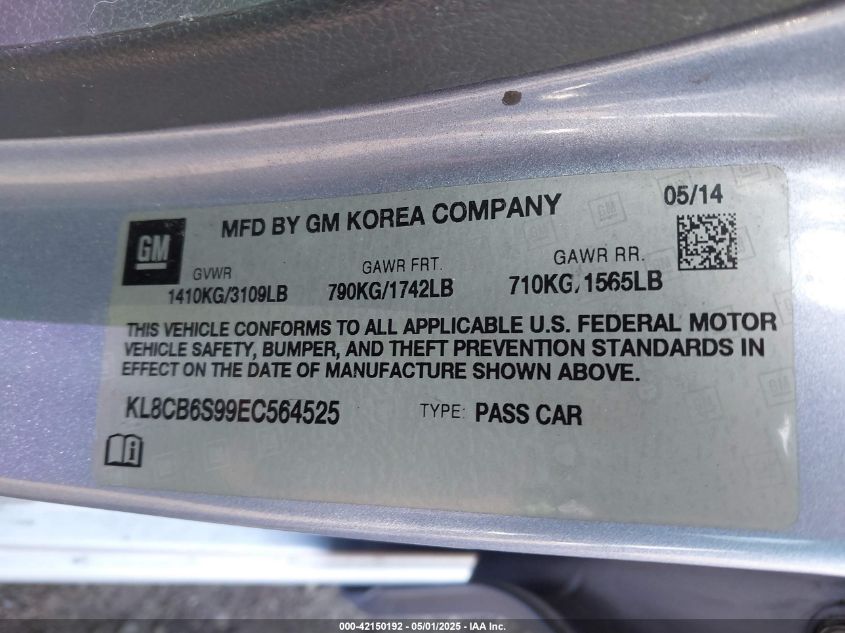 MFD BY GM KOREA COMPANY
05/14
GM
GVWR
1410KG/3109LB
GAWR FRT.
790KG/1742LB
GAWR RR.
710KG/1565LB
THIS VEHICLE CONFORMS TO ALL APPLICABLE U.S. FEDERAL MOTOR
VEHICLE SAFETY, BUMPER, AND THEFT PREVENTION STANDARDS IN
EFFECT ON THE DATE OF MANUFACTURE SHOWN ABOVE.
KL8CB6S99EC564525
TYPE: PASS CAR
000-42150192 - 05/01/2025 - IAA Inc.